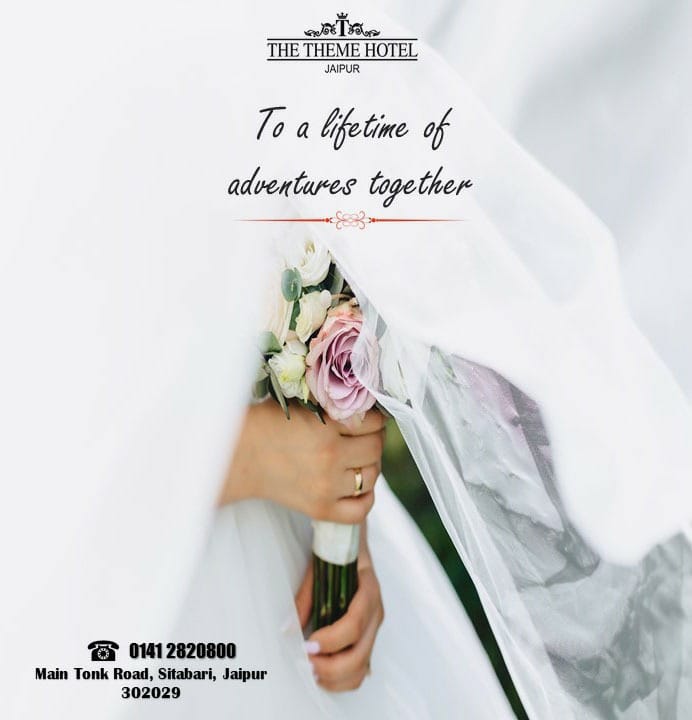 T
THE THEME HOTEL
JAIPUR
To a lifetime of
adventures together
0141 2820800
Main Tonk Road, Sitabari, Jaipur
302029